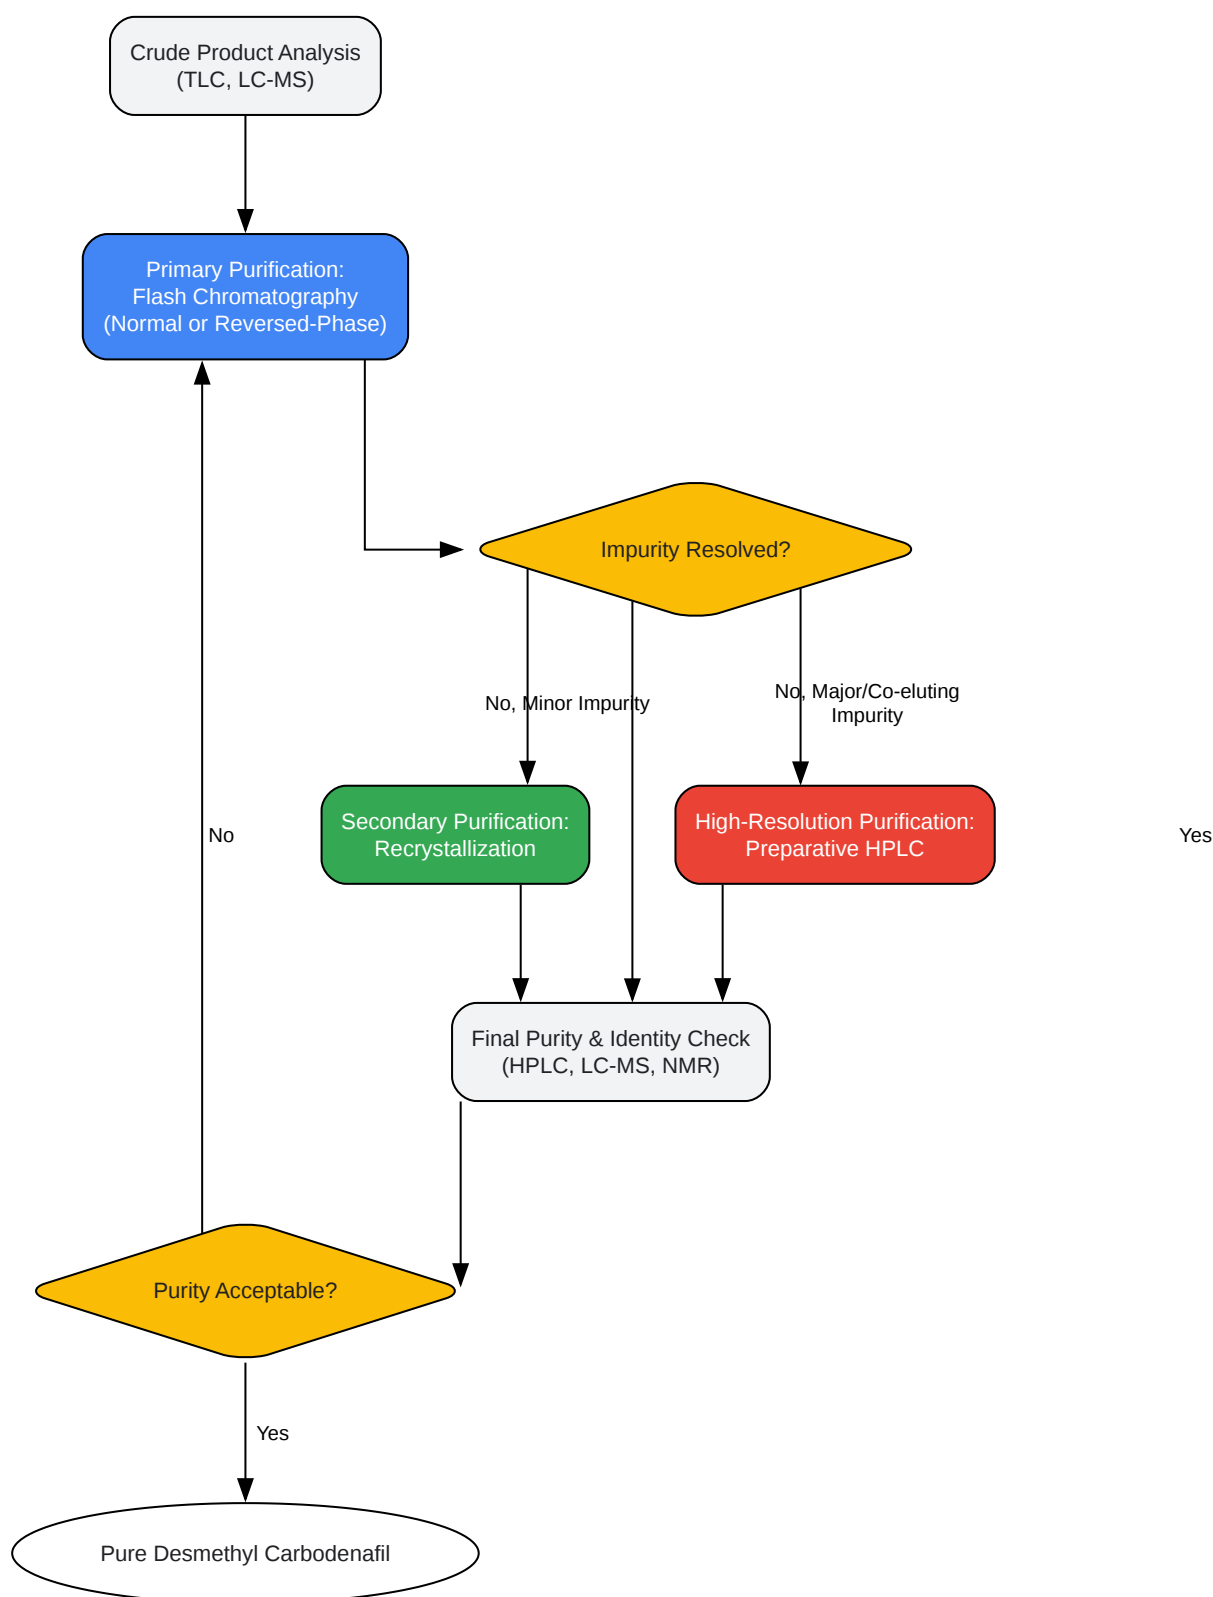 Crude Product Analysis
(TLC, LC-MS)
Primary Purification:
Flash Chromatography
(Normal or Reversed-Phase)
Impurity Resolved?
No, Minor Impurity
No, Major/Co-eluting
Impurity
Secondary Purification:
Recrystallization
High-Resolution Purification:
Preparative HPLC
No
Yes
Final Purity & Identity Check
(HPLC, LC-MS, NMR)
Purity Acceptable?
Yes
Pure Desmethyl Carbodenafil